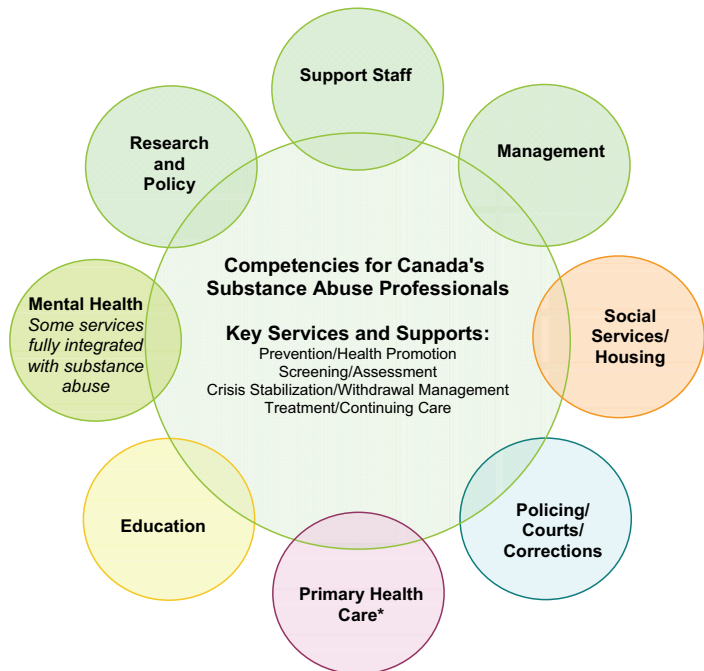 Support Staff
Research
and
Policy
Management
Competencies for Canada's
Substance Abuse Professionals
Key Services and Supports:
Prevention/Health Promotion
Screening/Assessment
Crisis Stabilization/Withdrawal Management
Treatment/Continuing Care
Mental Health
Some services
fully integrated
with substance
abuse
Social
Services/
Housing
Education
Policing/
Courts/
Corrections
Primary Health
Care*